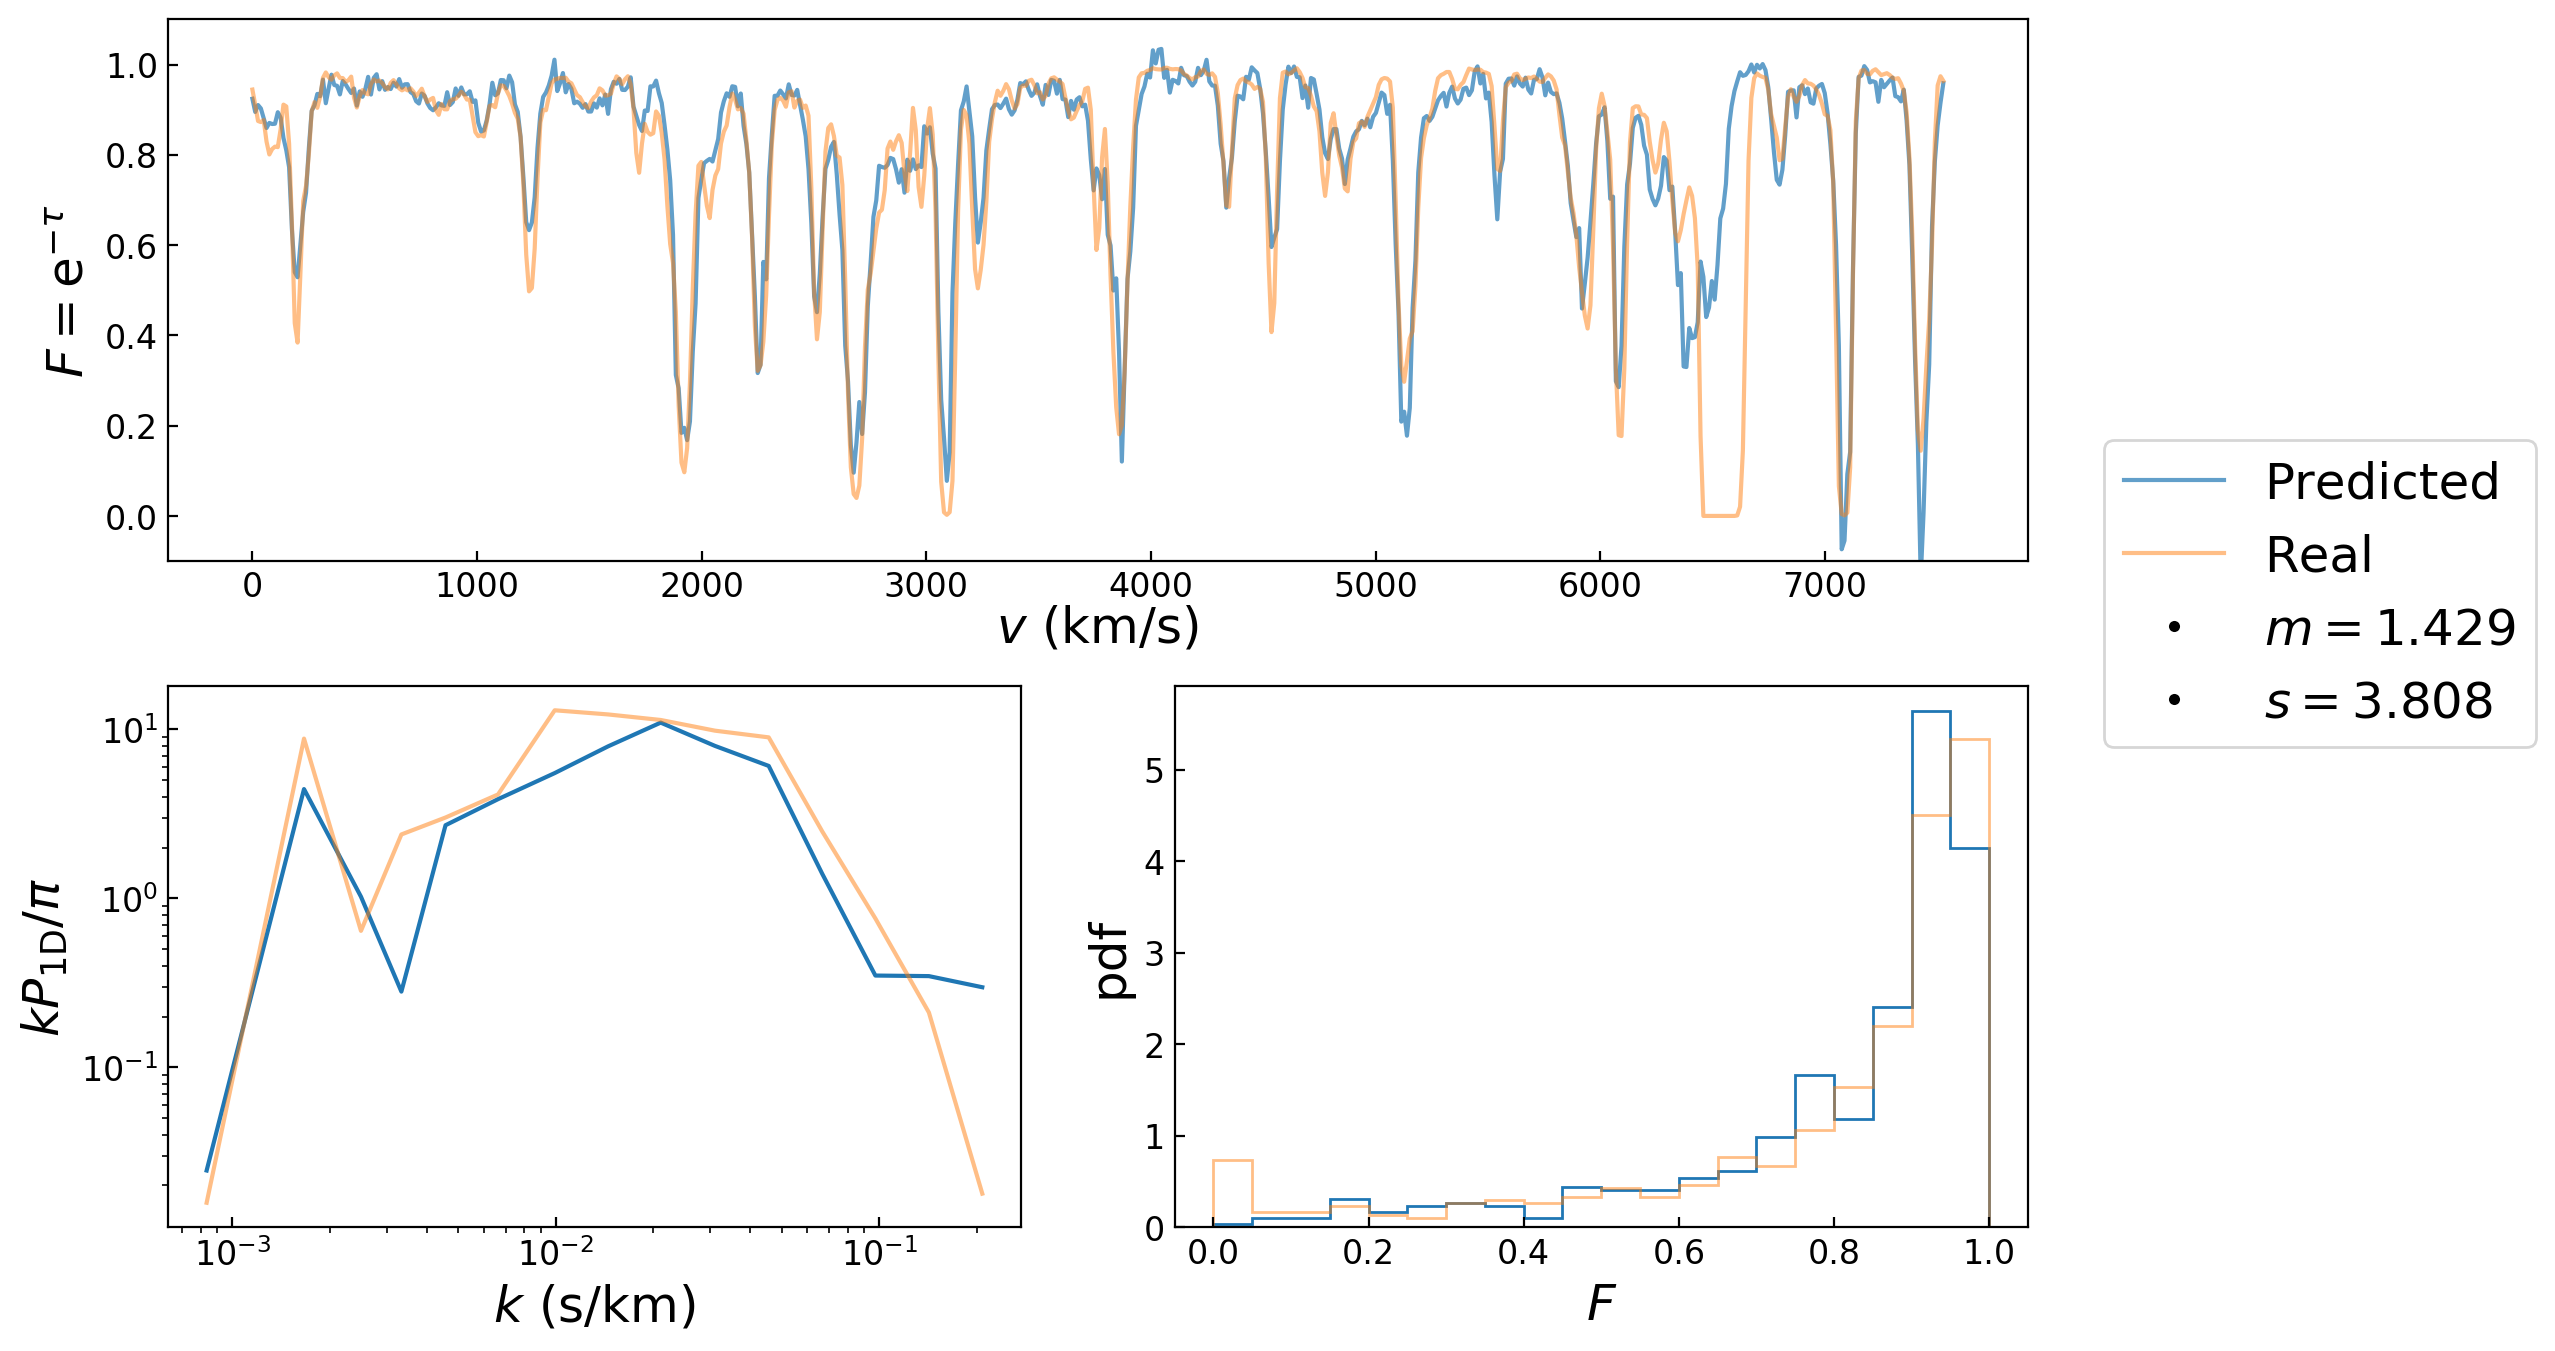 1.0
0.8
0.6
0.4
0.2
0.0
F = e^{−τ}
0 1000 2000 3000 4000 5000 6000 7000
v (km/s)
Predicted
Real
m = 1.429
s = 3.808
10^1
10^0
10^{−1}
kP_{1D}/π
10^{−3} 10^{−2} 10^{−1}
k (s/km)
5
4
3
2
1
0
pdf
0.0 0.2 0.4 0.6 0.8 1.0
F